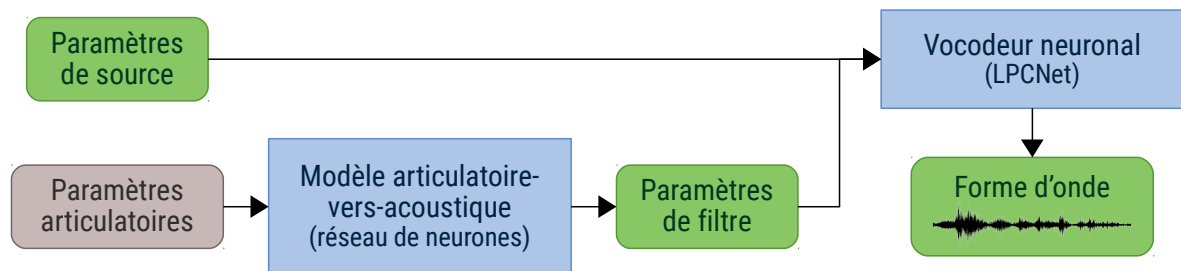 Paramètres
de source
Vocodeur neuronal
(LPCNet)
Paramètres
articulatoires
Modèle articulatoire-
vers-acoustique
(réseau de neurones)
Paramètres
de filtre
Forme d’onde